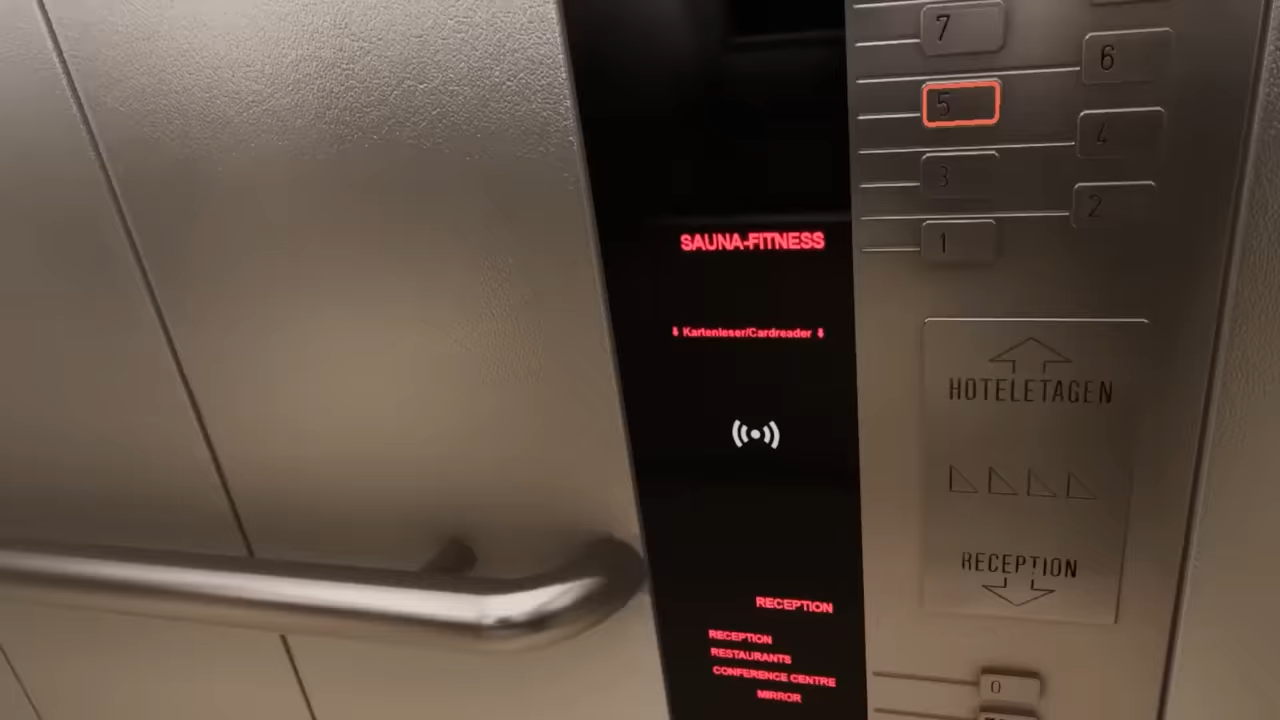 7
6
5
4
3
2
1
SAUNA-FITNESS
⬇ Kartenleser/Cardreader ⬇
HOTELETAGEN
RECEPTION
RECEPTION
RECEPTION
RESTAURANTS
CONFERENCE CENTRE
MIRROR
0